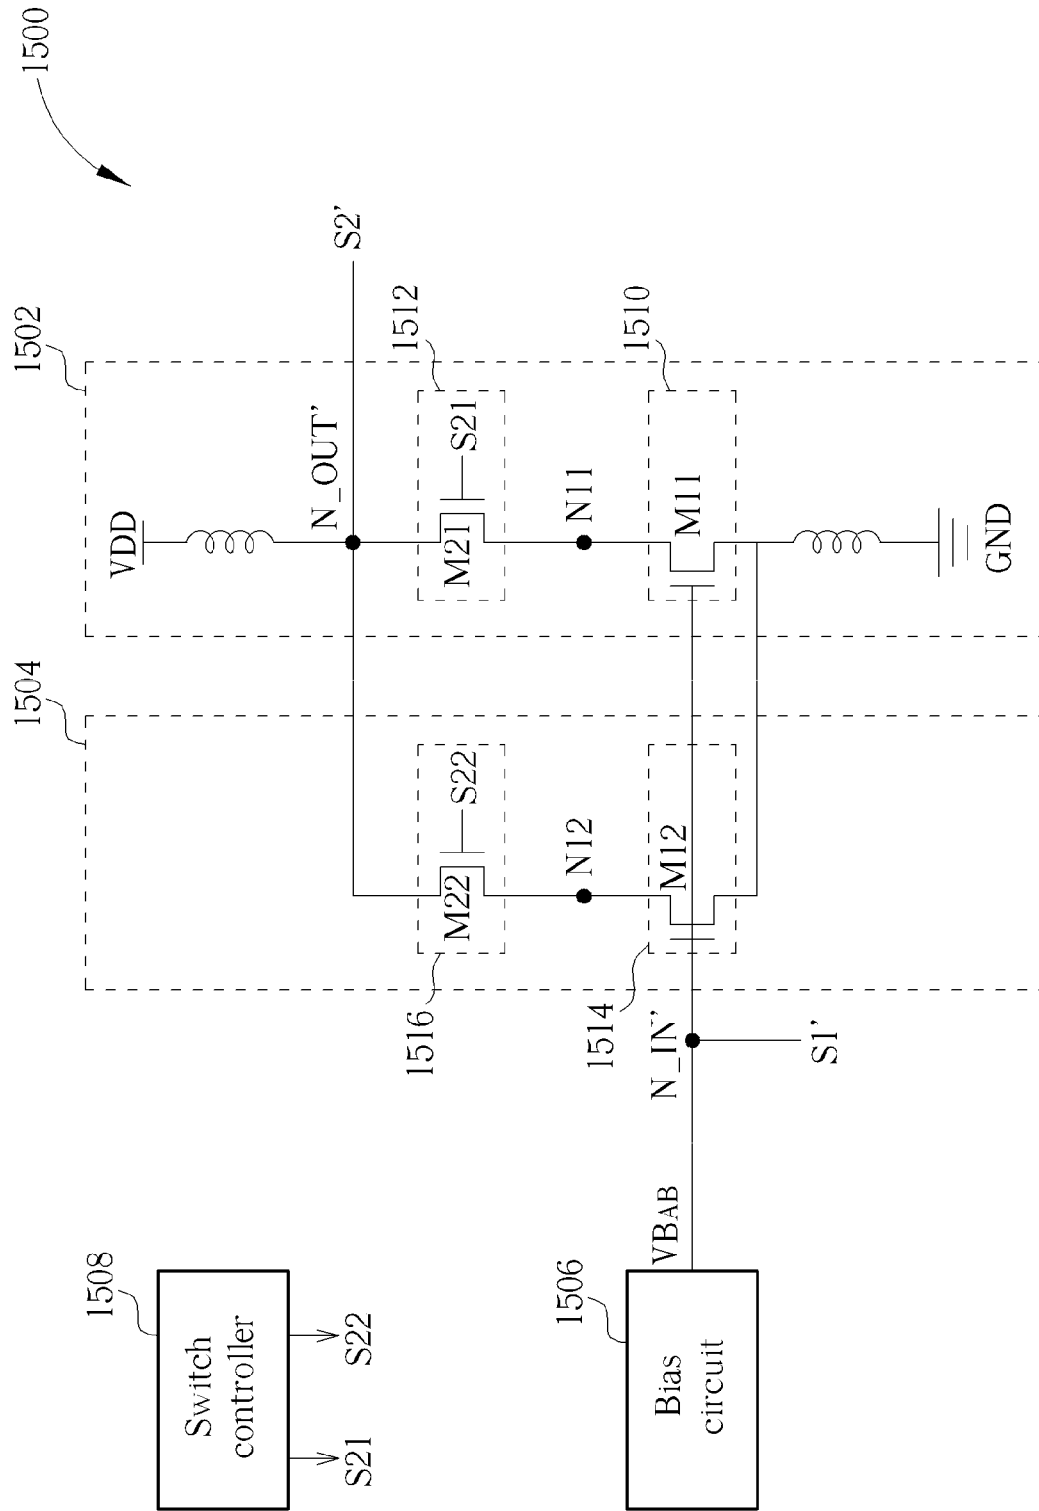 1500
1502
1504
VDD
N_OUT'
S2'
1508
Switch
controller
S21
S22
1516
M22
S22
M21
S21
1512
N12
N11
1506
Bias
circuit
VBAB
N_IN'
S1'
1514
M12
M11
1510
GND